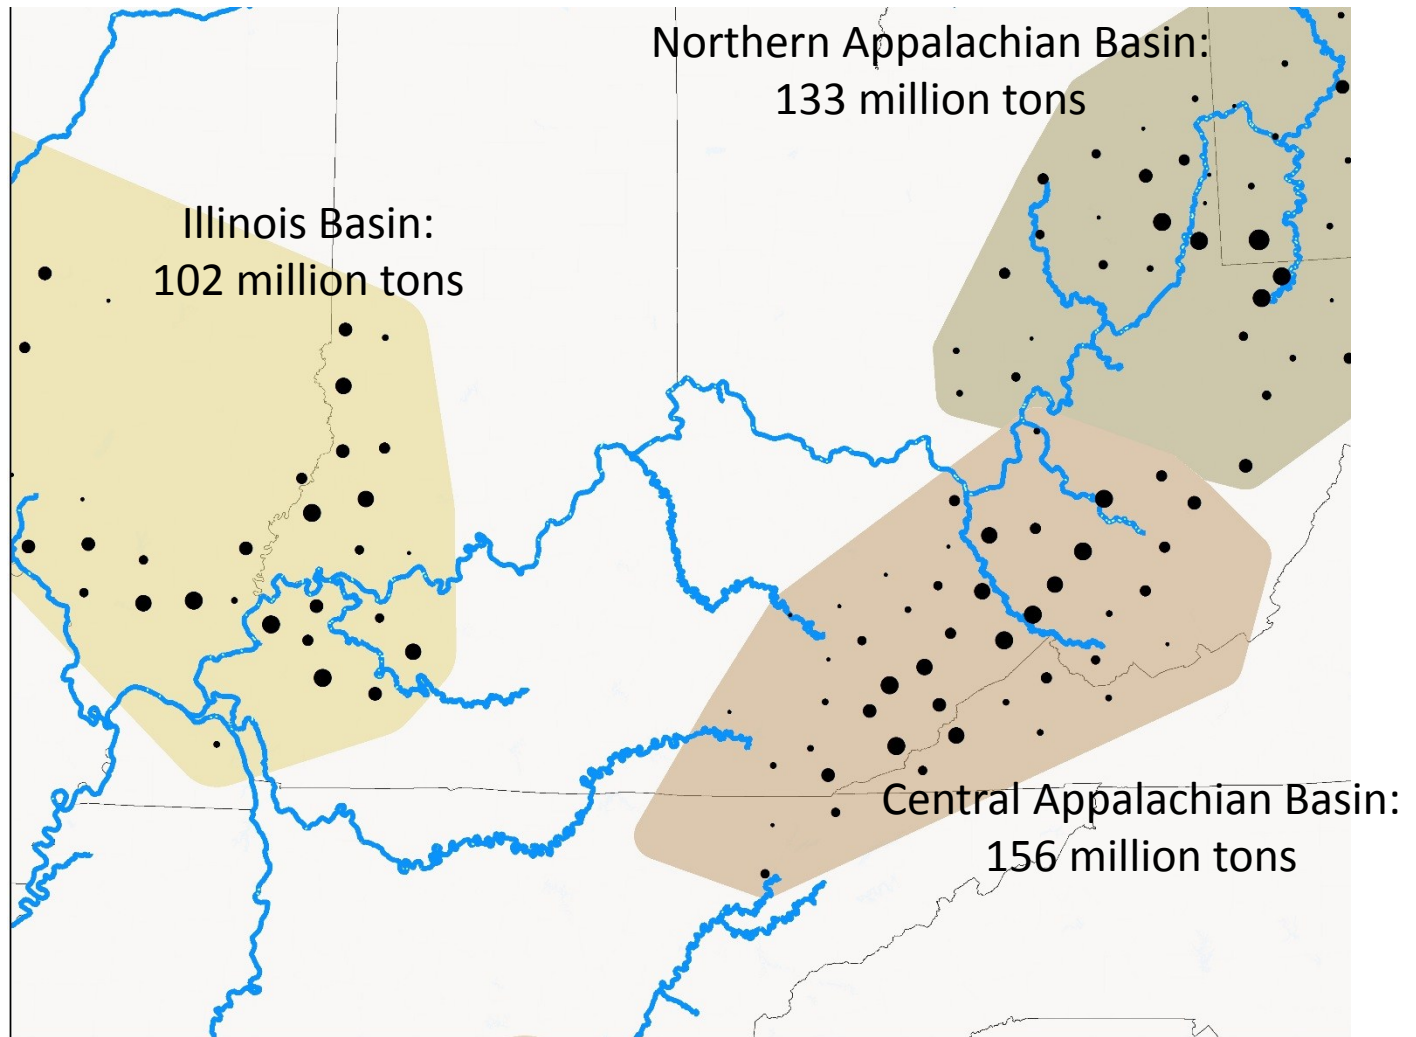 Northern Appalachian Basin:
133 million tons
Illinois Basin:
102 million tons
Central Appalachian Basin:
156 million tons